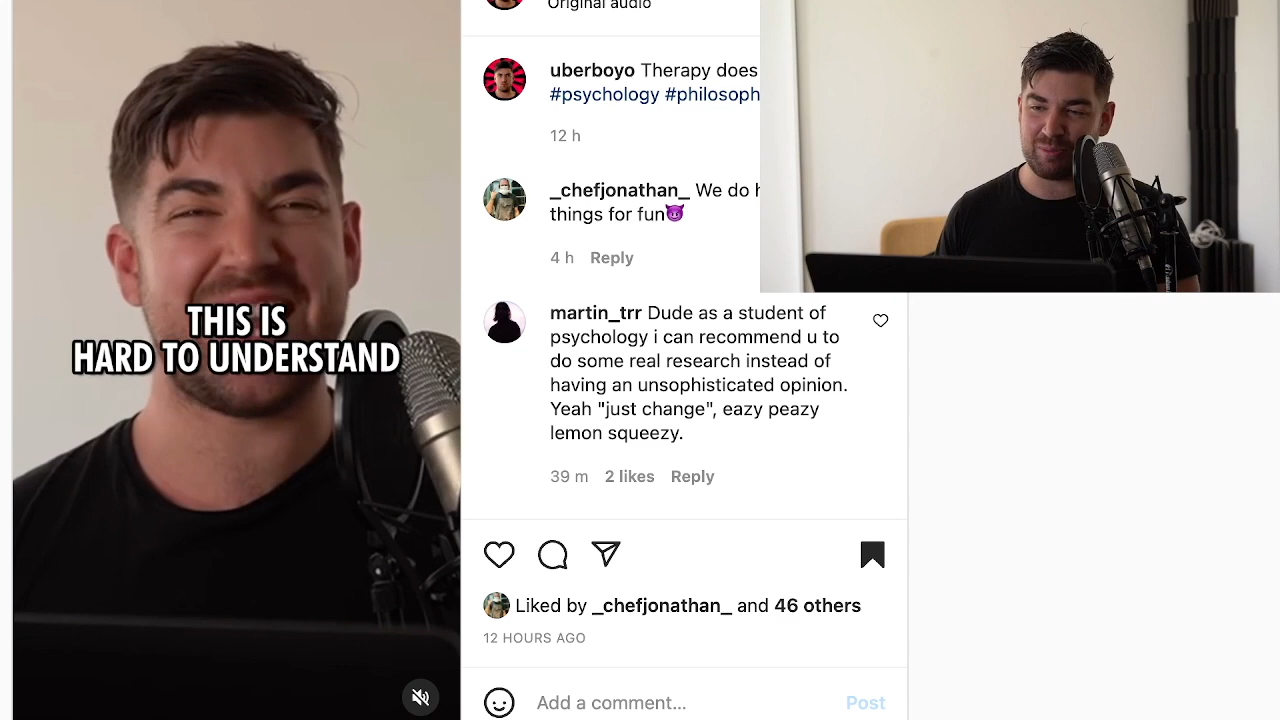 THIS IS
HARD TO UNDERSTAND
Original audio
uberboyo Therapy does
#psychology #philosoph
12 h
_chefjonathan_ We do h
things for fun😈
4 h Reply
martin_trr Dude as a student of
psychology i can recommend u to
do some real research instead of
having an unsophisticated opinion.
Yeah "just change", eazy peazy
lemon squeezy.
39 m 2 likes Reply
Liked by _chefjonathan_ and 46 others
12 HOURS AGO
Add a comment... Post